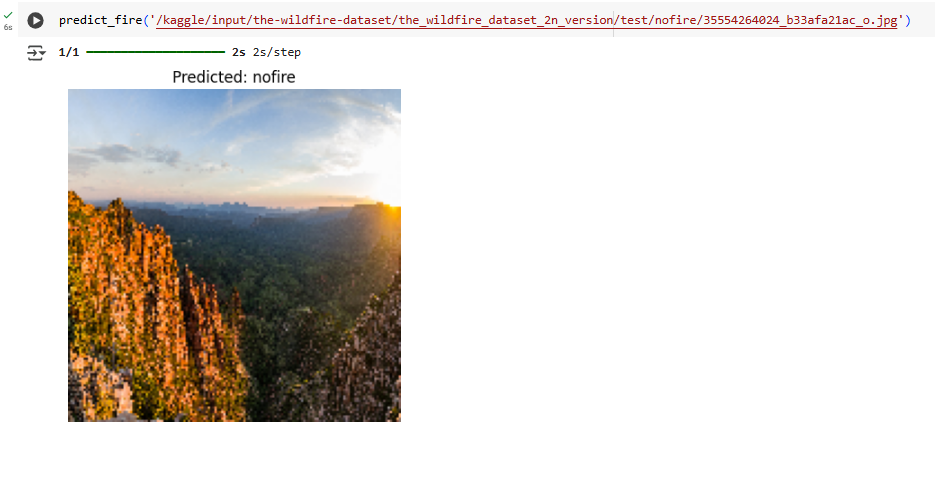 predict_fire('/kaggle/input/the-wildfire-dataset/the_wildfire_dataset_2n_version/test/nofire/35554264024_b33afa21ac_o.jpg')
6s
1/1 ━━━━━━━━━━━━━━━━━━━━ 2s 2s/step
Predicted: nofire